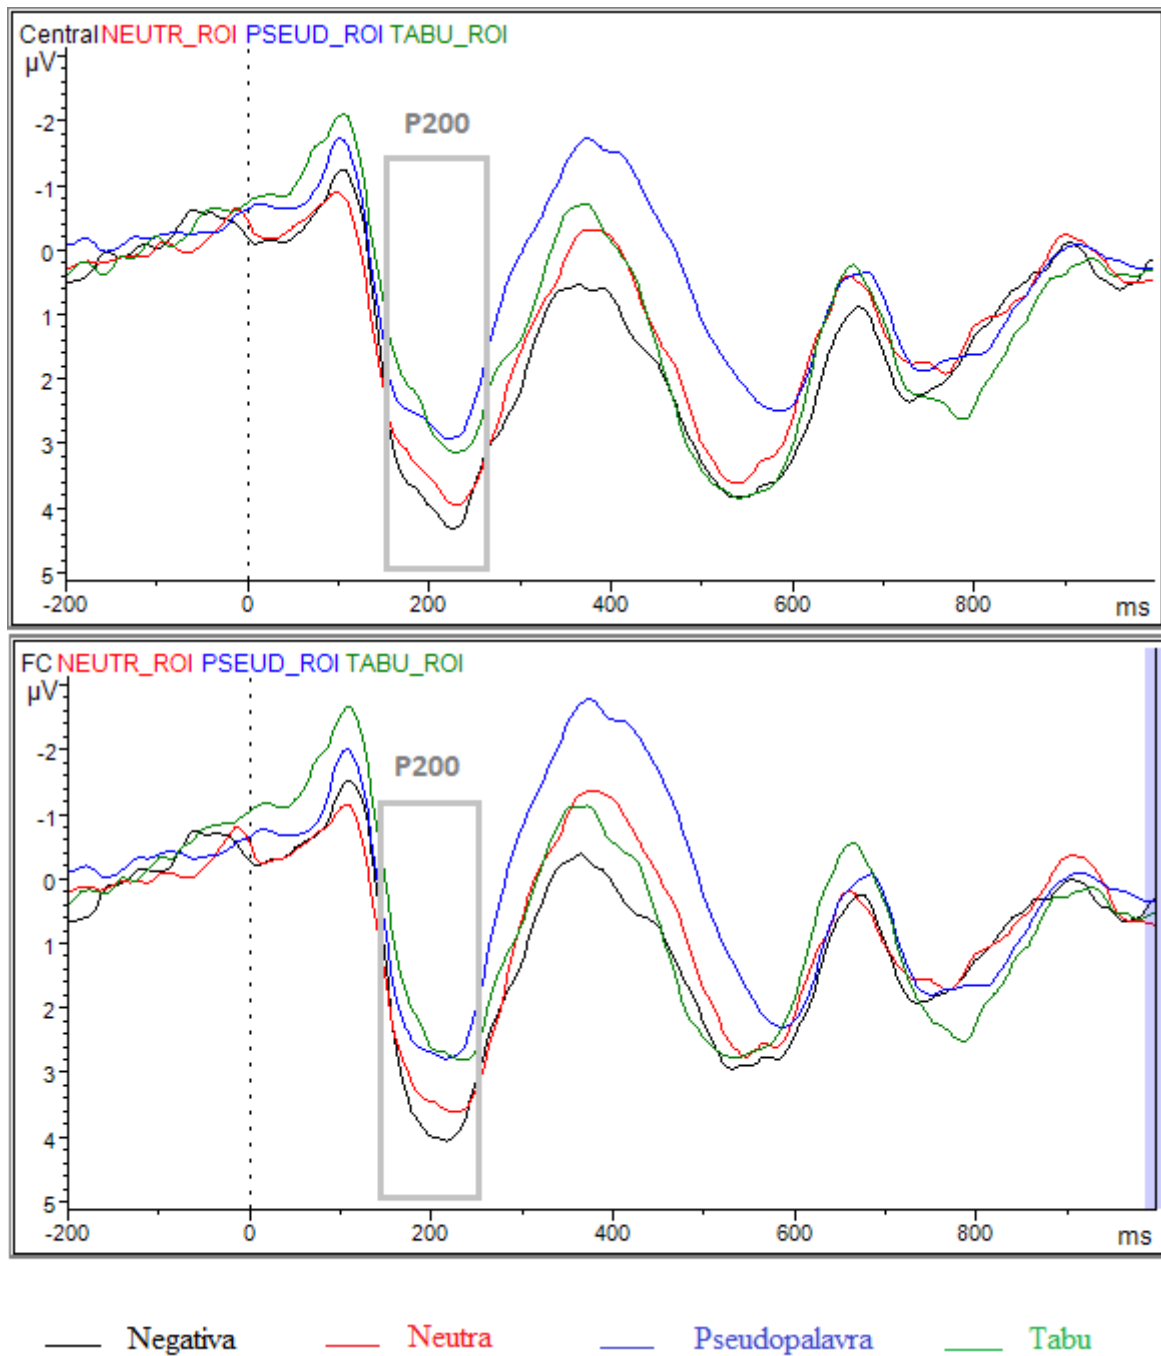 Central NEUTR_ROI PSEUD_ROI TABU_ROI
µV
P200
-2
-1
0
1
2
3
4
5
-200 0 200 400 600 800 ms
FC NEUTR_ROI PSEUD_ROI TABU_ROI
µV
P200
-2
-1
0
1
2
3
4
5
-200 0 200 400 600 800 ms
Negativa Neutra Pseudopalavra Tabu